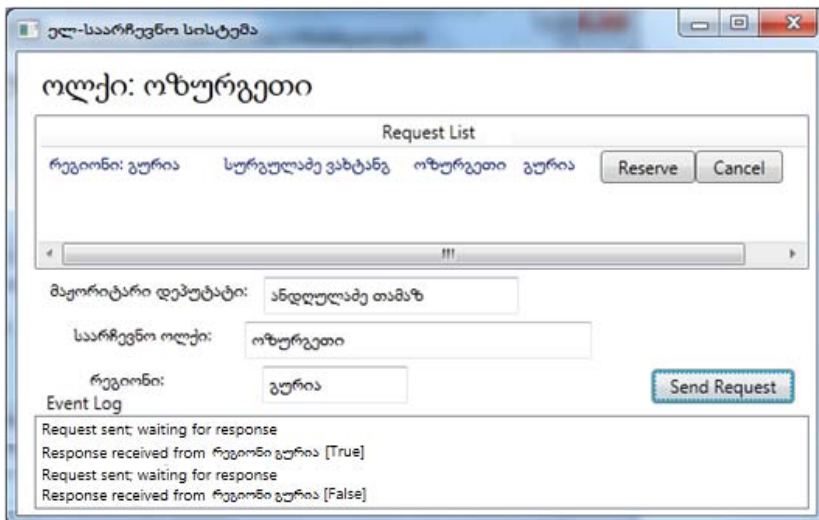 ელ-საარჩევნო სისტემა
ოლქი: ოზურგეთი
Request List
რეგიონი: გურია სურგულაძე ვახტანგ ოზურგეთი გურია Reserve Cancel
მაჟორიტარი დეპუტატი: ანდღულაძე თამაზ
საარჩევნო ოლქი: ოზურგეთი
რეგიონი: გურია Send Request
Event Log
Request sent; waiting for response
Response received from რეგიონი გურია [True]
Request sent; waiting for response
Response received from რეგიონი გურია [False]